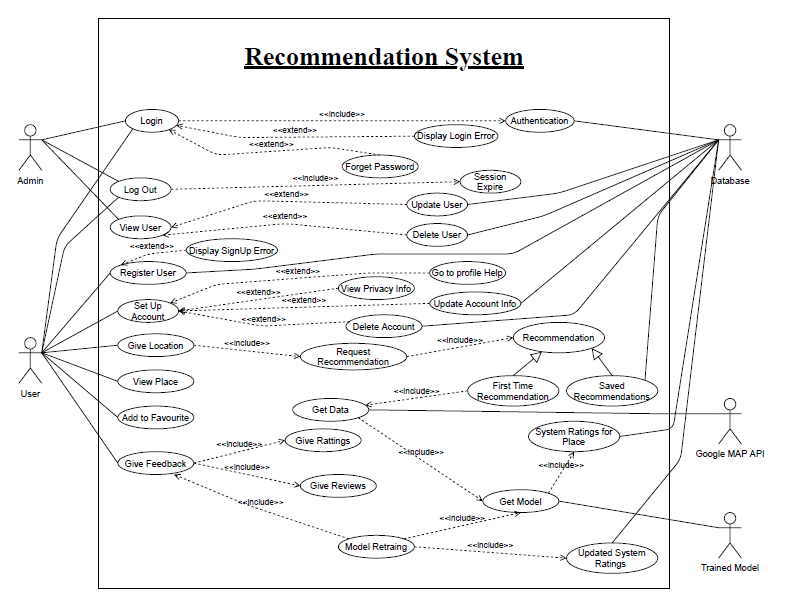 Recommendation System
Login
<<include>>
Authentication
<<extend>>
Display Login Error
<<extend>>
Forget Password
Admin
Database
Log Out
<<include>>
Session
Expire
<<extend>>
Update User
View User
<<extend>>
Delete User
<<extend>>
Display SignUp Error
Register User
<<extend>>
Go to profile Help
<<extend>>
View Privacy Info
Set Up
Account
<<extend>>
Update Account Info
<<extend>>
Delete Account
Give Location
<<include>>
Request
Recommendation
<<include>>
Recommendation
User
View Place
<<include>>
First Time
Recommendation
Saved
Recommendations
Add to Favourite
Get Data
Google MAP API
System Ratings for
Place
<<include>>
Give Rattings
<<include>>
Give Feedback
<<include>>
<<include>>
Give Reviews
<<include>>
Get Model
<<include>>
Model Retraing
<<include>>
Updated System
Ratings
Trained Model